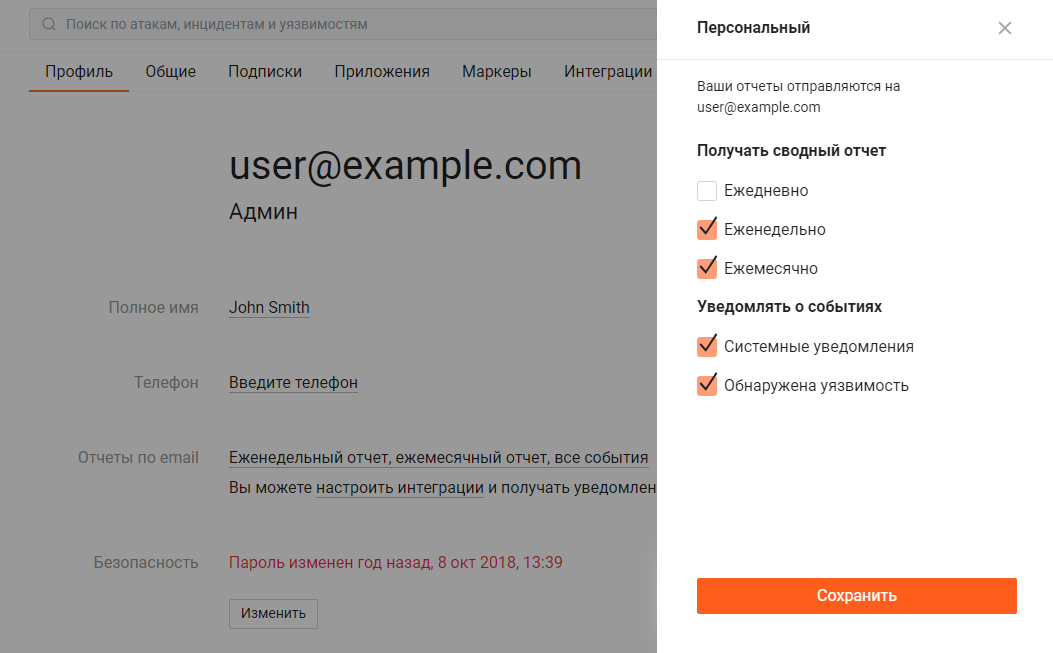 Поиск по атакам, инцидентам и уязвимостям
Профиль Общие Подписки Приложения Маркеры Интеграции
user@example.com
Админ
Полное имя John Smith
Телефон Введите телефон
Отчеты по email Еженедельный отчет, ежемесячный отчет, все события
Вы можете настроить интеграции и получать уведомлен
Безопасность Пароль изменен год назад, 8 окт 2018, 13:39
Изменить
Персональный
Ваши отчеты отправляются на
user@example.com
Получать сводный отчет
Ежедневно
Еженедельно
Ежемесячно
Уведомлять о событиях
Системные уведомления
Обнаружена уязвимость
Сохранить